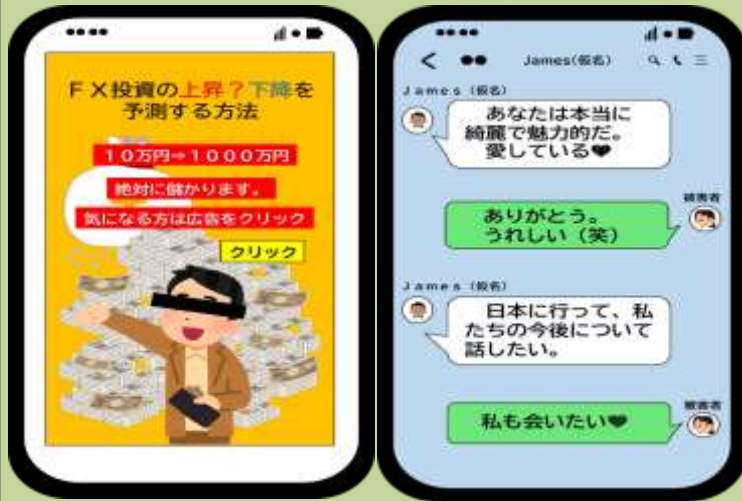 ＦＸ投資の上昇？下降を
予測する方法
１０万円⇒１０００万円
絶対に儲かります。
気になる方は広告をクリック
クリック
James(仮名)
James（仮名）
あなたは本当に
綺麗で魅力的だ。
愛している♥
被害者
ありがとう。
うれしい（笑）
James（仮名）
日本に行って、私
たちの今後について
話したい。
被害者
私も会いたい♥